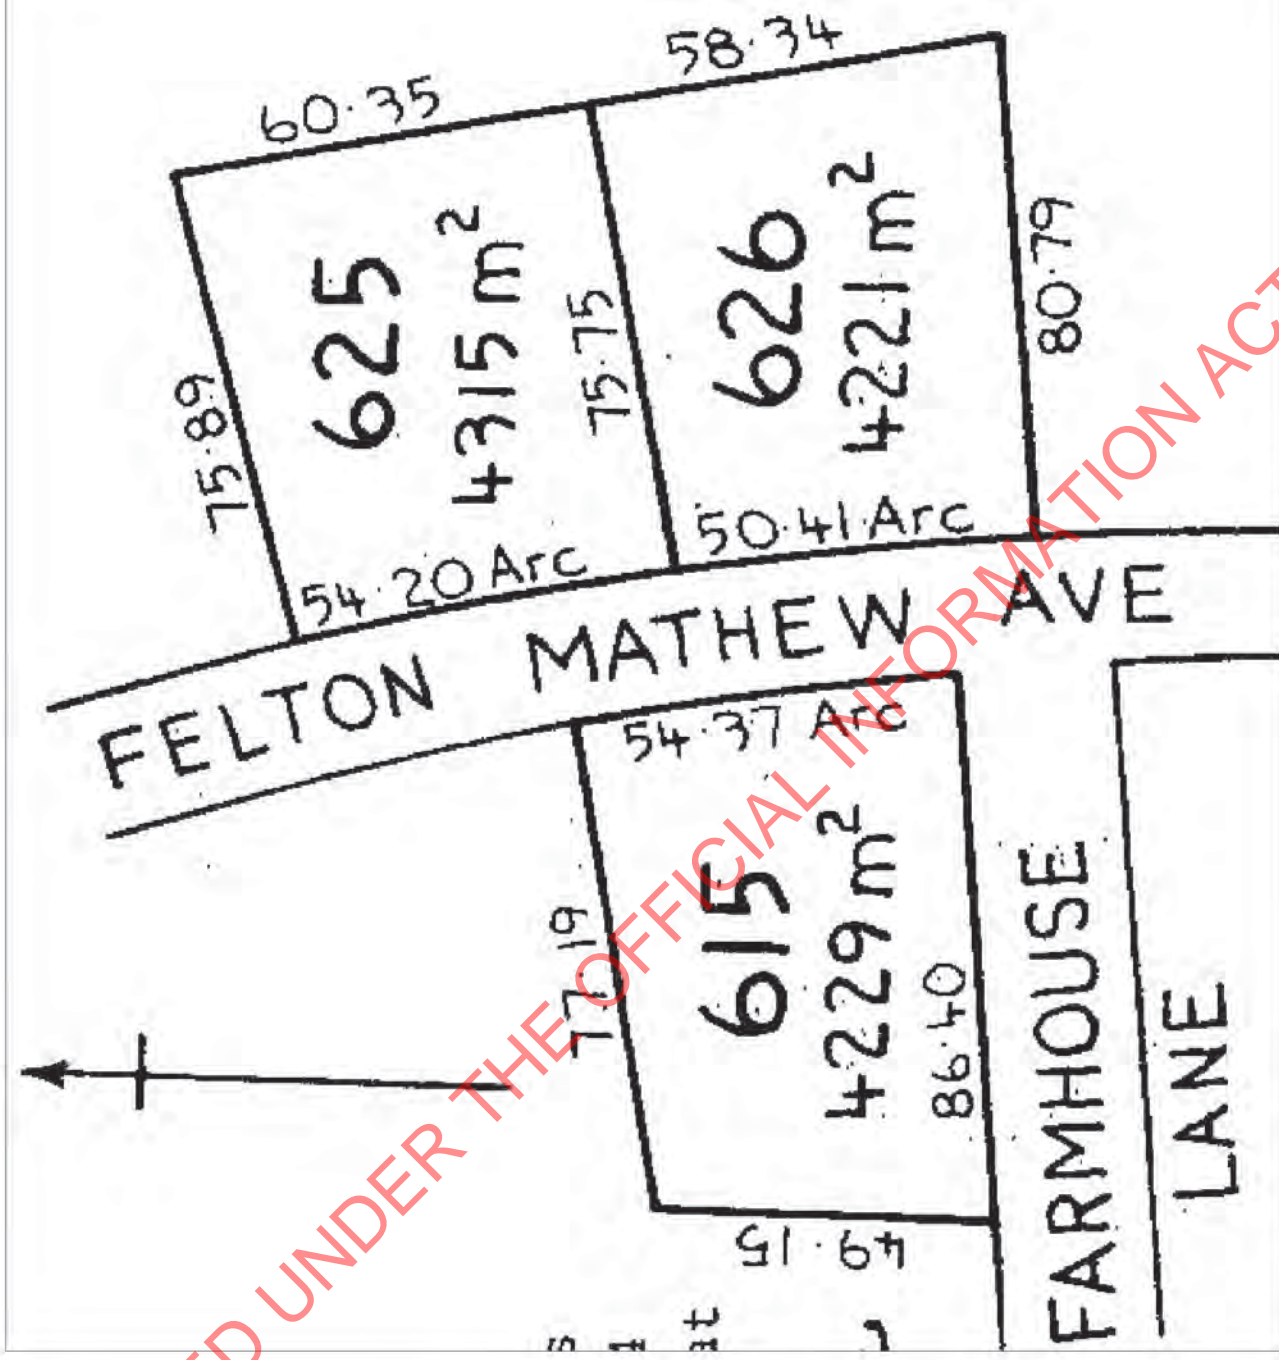 58.34
60.35
625
4315 m²
75.89
75.75
626
4221 m²
80.79
54.20 Arc
50.41 Arc
FELTON MATHEW AVE
54.37 Arc
77.19
615
4229 m²
86.40
49.15
FARMHOUSE
LANE
ED UNDER THE OFFICIAL INFORMATION ACT